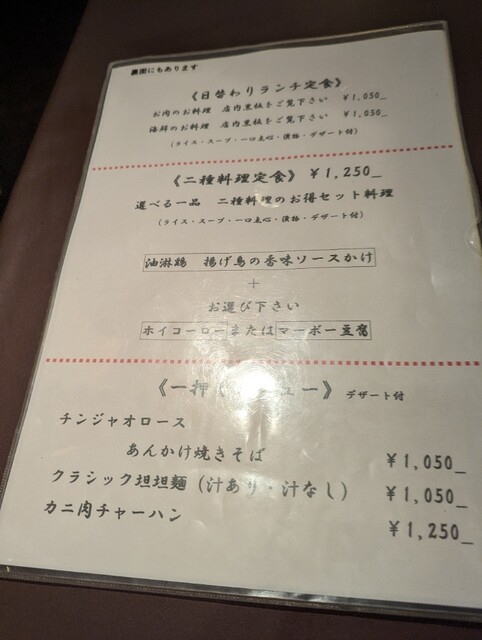 裏面にもあります
《日替わりランチ定食》
お肉のお料理 店内黒板をご覧下さい ¥1,050_
海鮮のお料理 店内黒板をご覧下さい ¥1,050_
(ライス・スープ・一口点心・漬物・デザート付)
《二種料理定食》 ¥1,250_
選べる一品 二種料理のお得セット料理
(ライス・スープ・一口点心・漬物・デザート付)
油淋鶏 揚げ鳥の香味ソースかけ
+
お選び下さい
ホイコーローまたはマーボー豆腐
《一押 ュー》 デザート付
チンジャオロース
あんかけ焼きそば ¥1,050_
クラシック担担麺(汁あり・汁なし) ¥1,050_
カニ肉チャーハン ¥1,250_